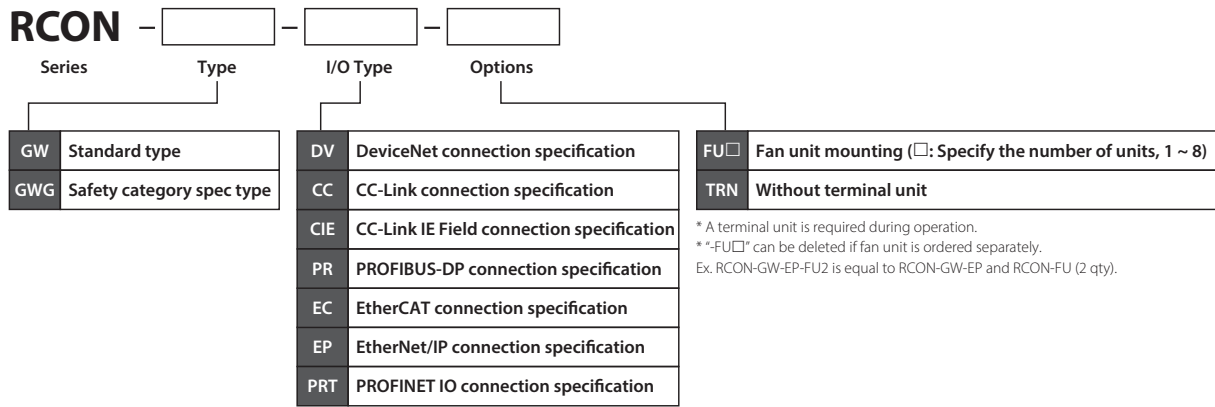 RCON – – –
Series Type I/O Type Options
GW Standard type
GWG Safety category spec type
DV DeviceNet connection specification
CC CC-Link connection specification
CIE CC-Link IE Field connection specification
PR PROFIBUS-DP connection specification
EC EtherCAT connection specification
EP EtherNet/IP connection specification
PRT PROFINET IO connection specification
FU□ Fan unit mounting (□: Specify the number of units, 1 ~ 8)
TRN Without terminal unit
* A terminal unit is required during operation.
* "-FU□" can be deleted if fan unit is ordered separately.
Ex. RCON-GW-EP-FU2 is equal to RCON-GW-EP and RCON-FU (2 qty).